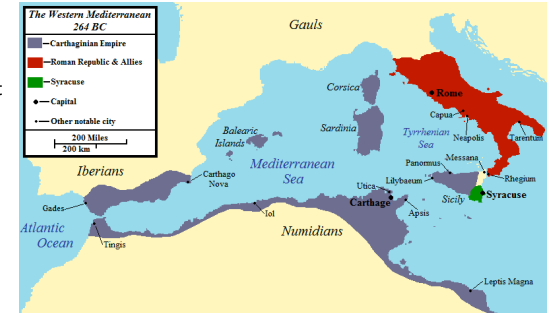 The Western Mediterranean
264 BC
Carthaginian Empire
Roman Republic & Allies
Syracuse
Capital
Other notable city
200 Miles
200 km
Gauls
Corsica
Rome
Capua
Neapolis
Tarentum
Sardinia
Tyrrhenian
Sea
Balearic
Islands
Mediterranean
Sea
Iberians
Carthago
Nova
Panormus
Messana
Lilybaeum
Rhegium
Utica
Carthage
Sicily
Syracuse
Gades
Iol
Apsis
Atlantic
Ocean
Tingis
Numidians
Leptis Magna